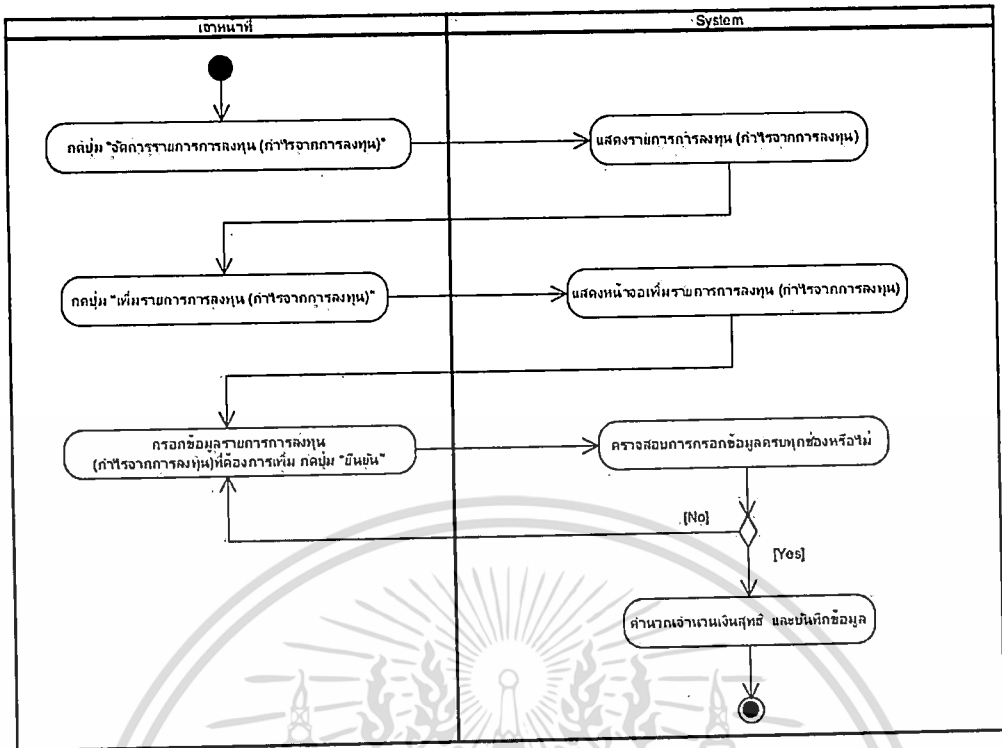 เจ้าหน้าที่
System
กดปุ่ม "จัดการรายการการลงทุน (กำไรจากการลงทุน)"
แสดงรายการการลงทุน (กำไรจากการลงทุน)
กดปุ่ม "เพิ่มรายการการลงทุน (กำไรจากการลงทุน)"
แสดงหน้าจอเพิ่มรายการการลงทุน (กำไรจากการลงทุน)
กรอกข้อมูลรายการการลงทุน
(กำไรจากการลงทุน)ที่ต้องการเพิ่ม กดปุ่ม "ยืนยัน"
ตรวจสอบการกรอกข้อมูลครบทุกช่องหรือไม่
[No]
[Yes]
คำนวณจำนวนเงินสุทธิ และบันทึกข้อมูล